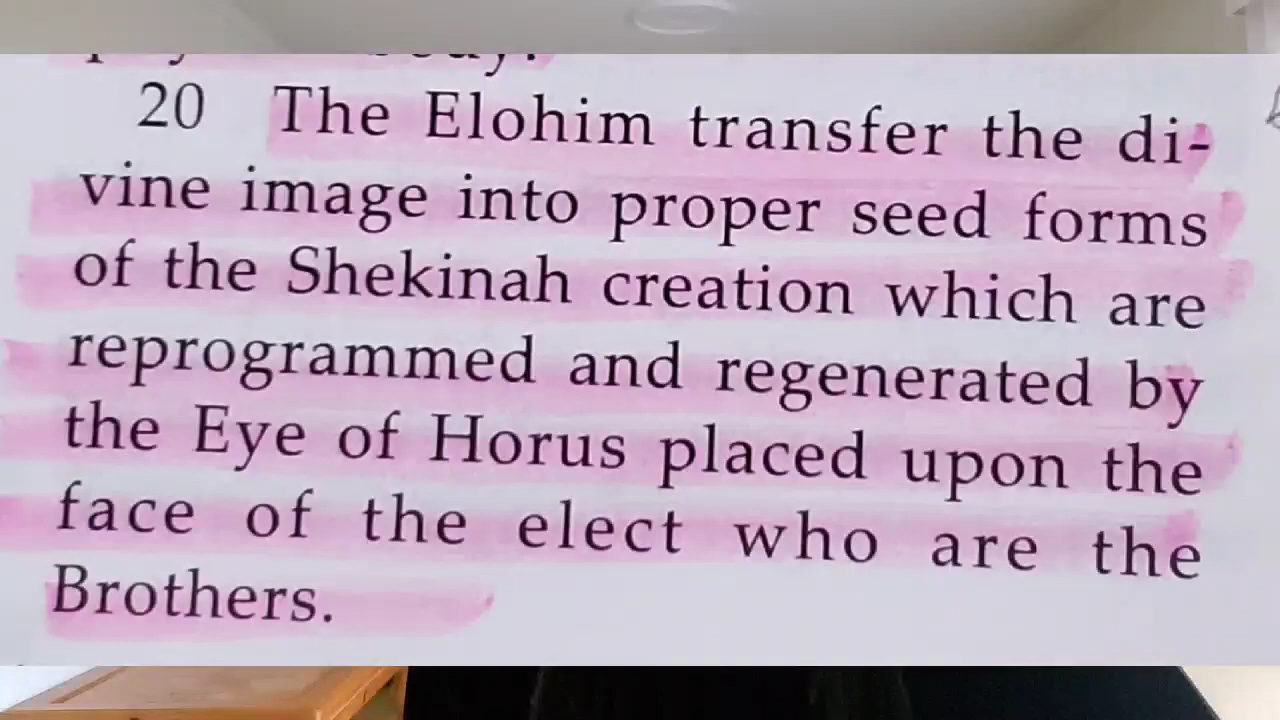 20 The Elohim transfer the di-
vine image into proper seed forms
of the Shekinah creation which are
reprogrammed and regenerated by
the Eye of Horus placed upon the
face of the elect who are the
Brothers.